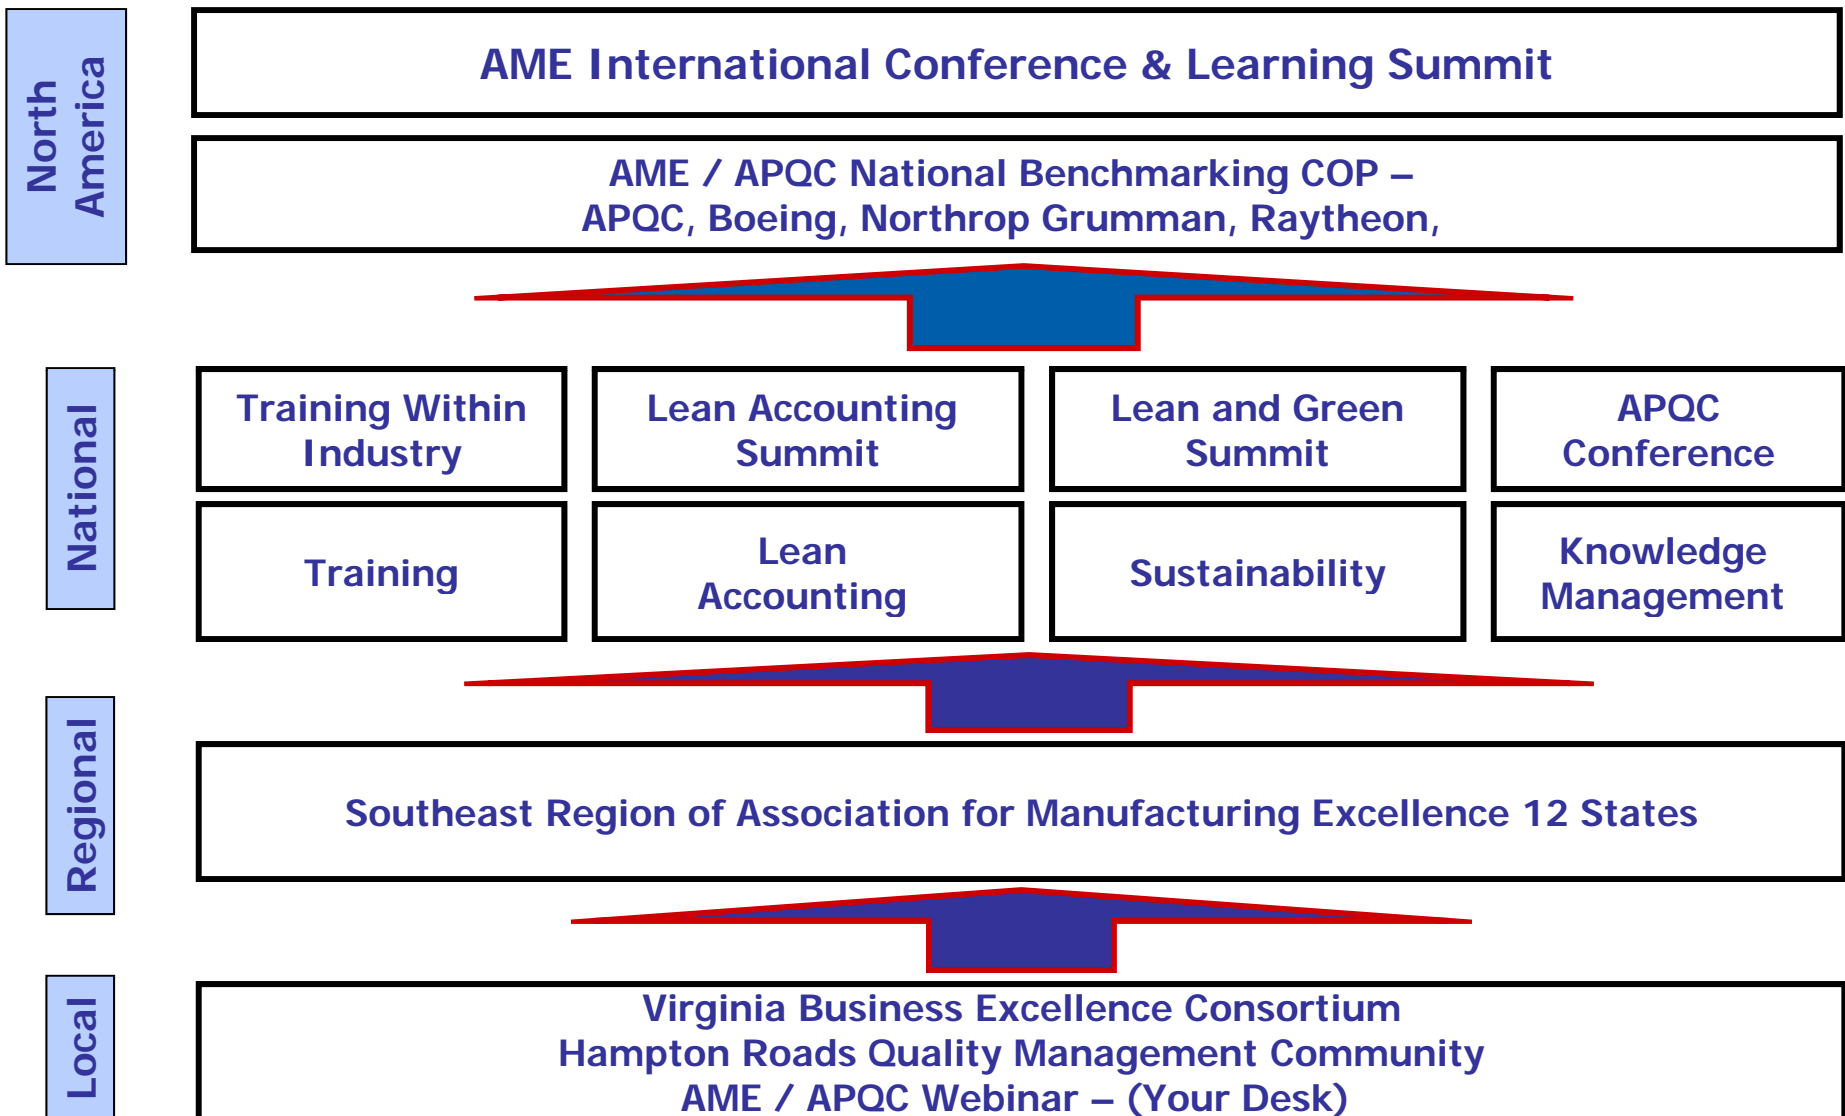 North
America
AME International Conference & Learning Summit
AME / APQC National Benchmarking COP –
APQC, Boeing, Northrop Grumman, Raytheon,
National
Training Within
Industry
Lean Accounting
Summit
Lean and Green
Summit
APQC
Conference
Training
Lean
Accounting
Sustainability
Knowledge
Management
Regional
Southeast Region of Association for Manufacturing Excellence 12 States
Local
Virginia Business Excellence Consortium
Hampton Roads Quality Management Community
AME / APQC Webinar – (Your Desk)